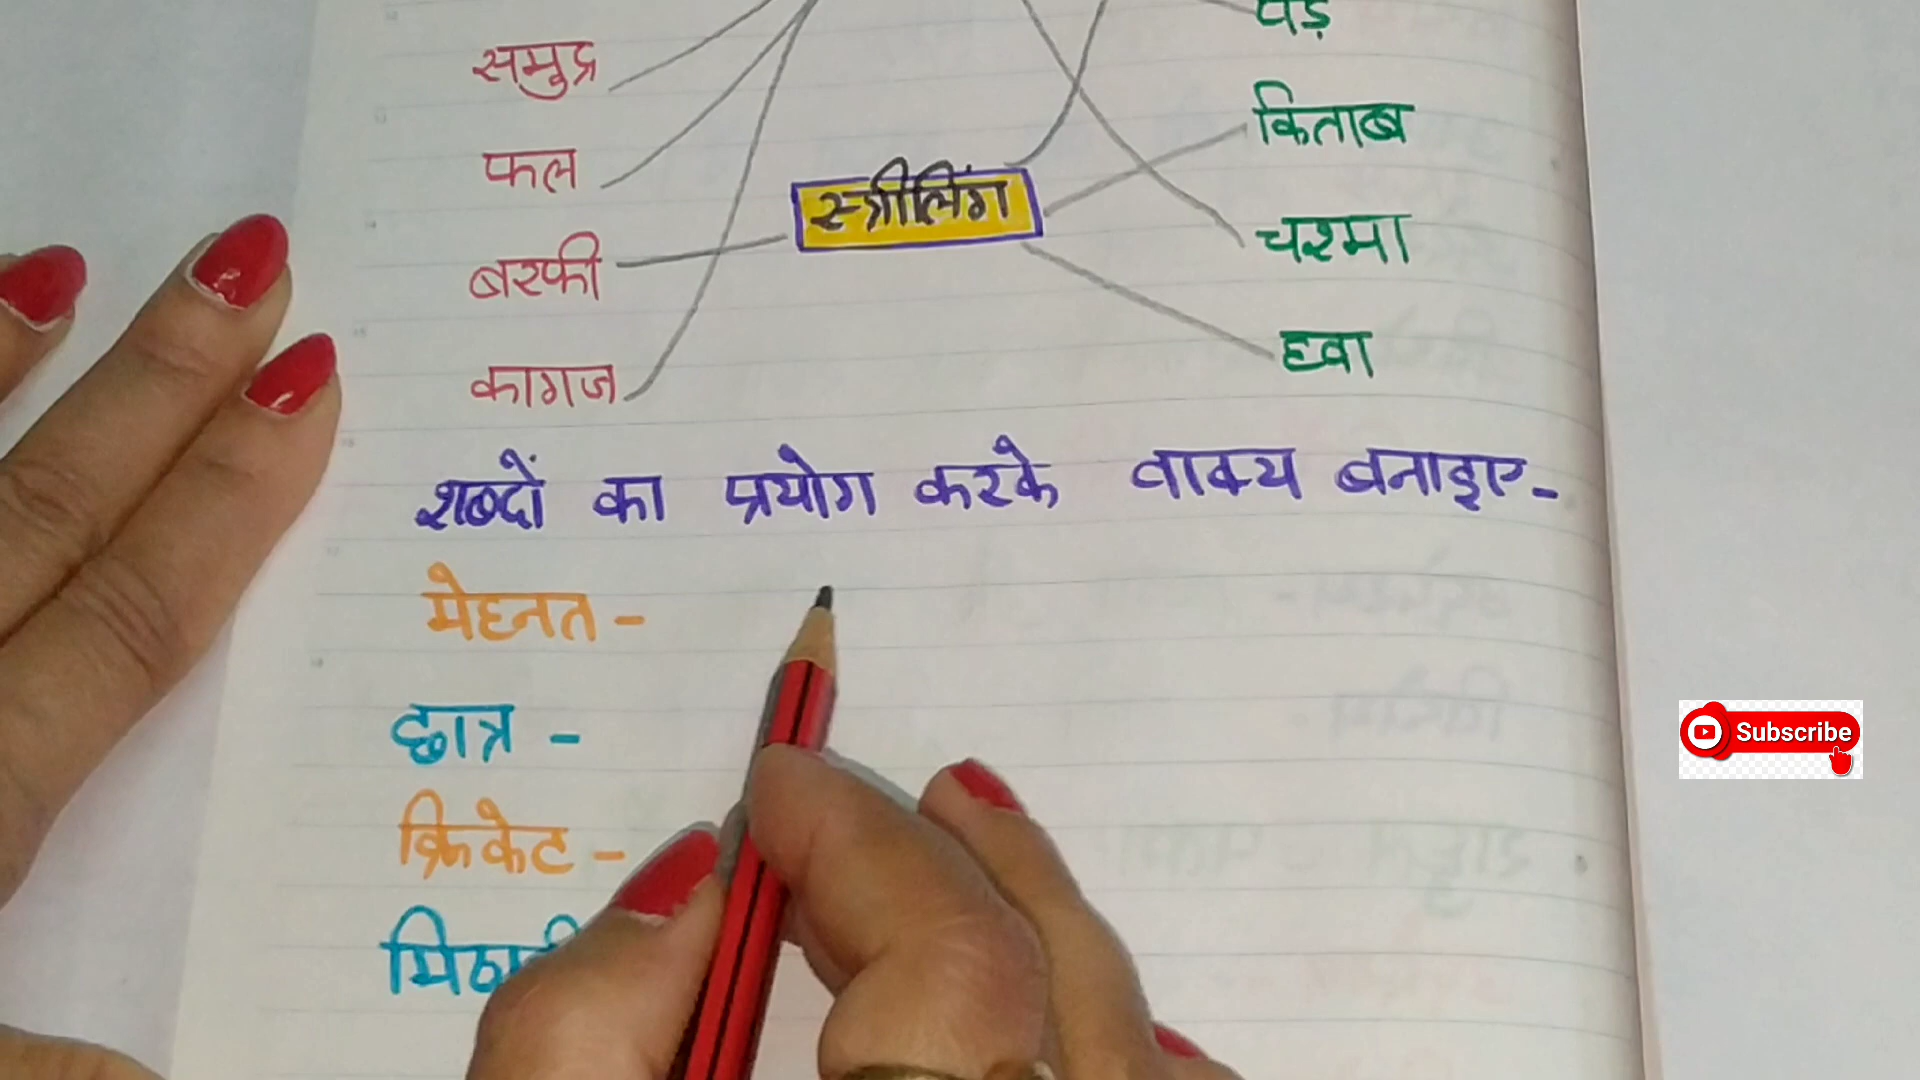 पेड़
समुद्र
किताब
फल
स्त्रीलिंग
चश्मा
बरफी
हवा
कागज
शब्दों का प्रयोग करके वाक्य बनाइए-
मेहनत -
छात्र -
क्रिकेट -
Subscribe